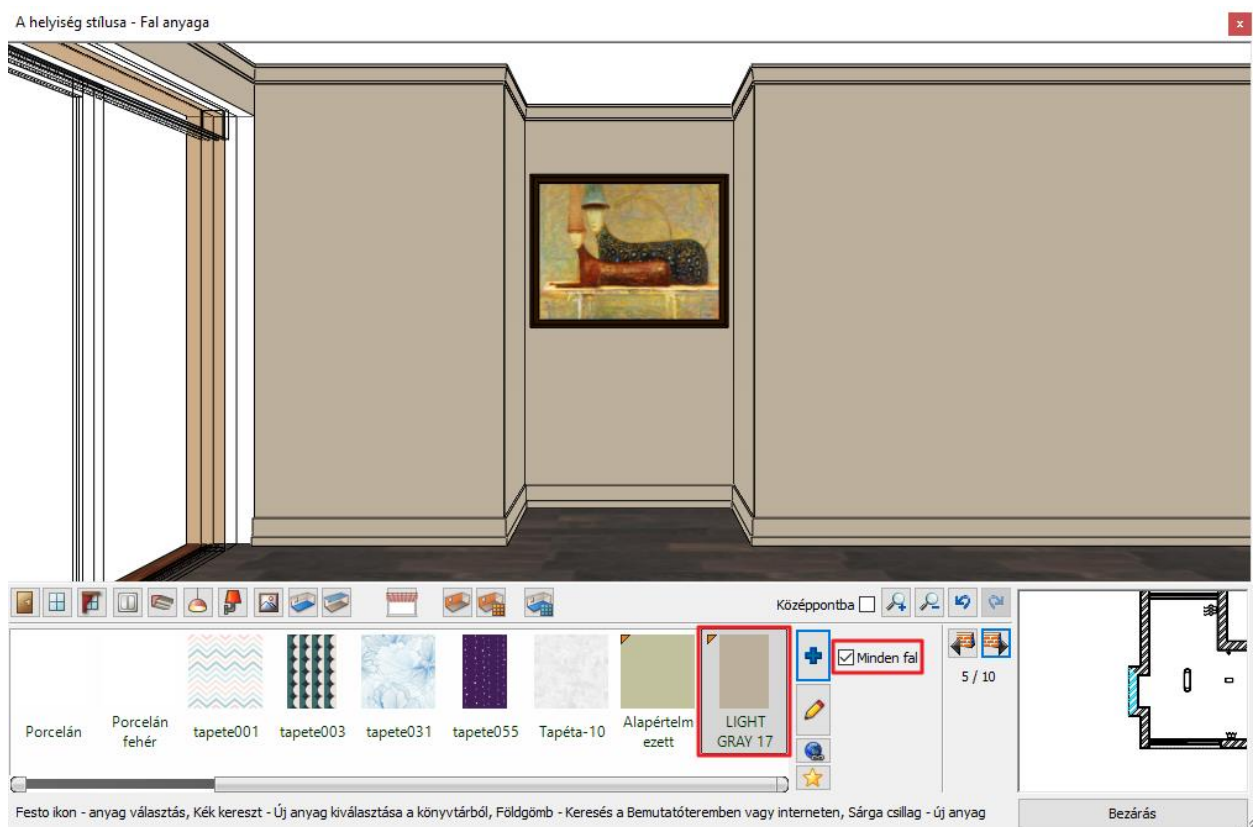 A helyiség stílusa - Fal anyaga
x
Középpontba
Minden fal
5 / 10
Porcelán
Porcelán
fehér
tapete001
tapete003
tapete031
tapete055
Tapéta-10
Alapértelm
ezett
LIGHT
GRAY 17
Festo ikon - anyag választás, Kék kereszt - Új anyag kiválasztása a könyvtárból, Földgömb - Keresés a Bemutatóteremben vagy interneten, Sárga csillag - új anyag
Bezárás